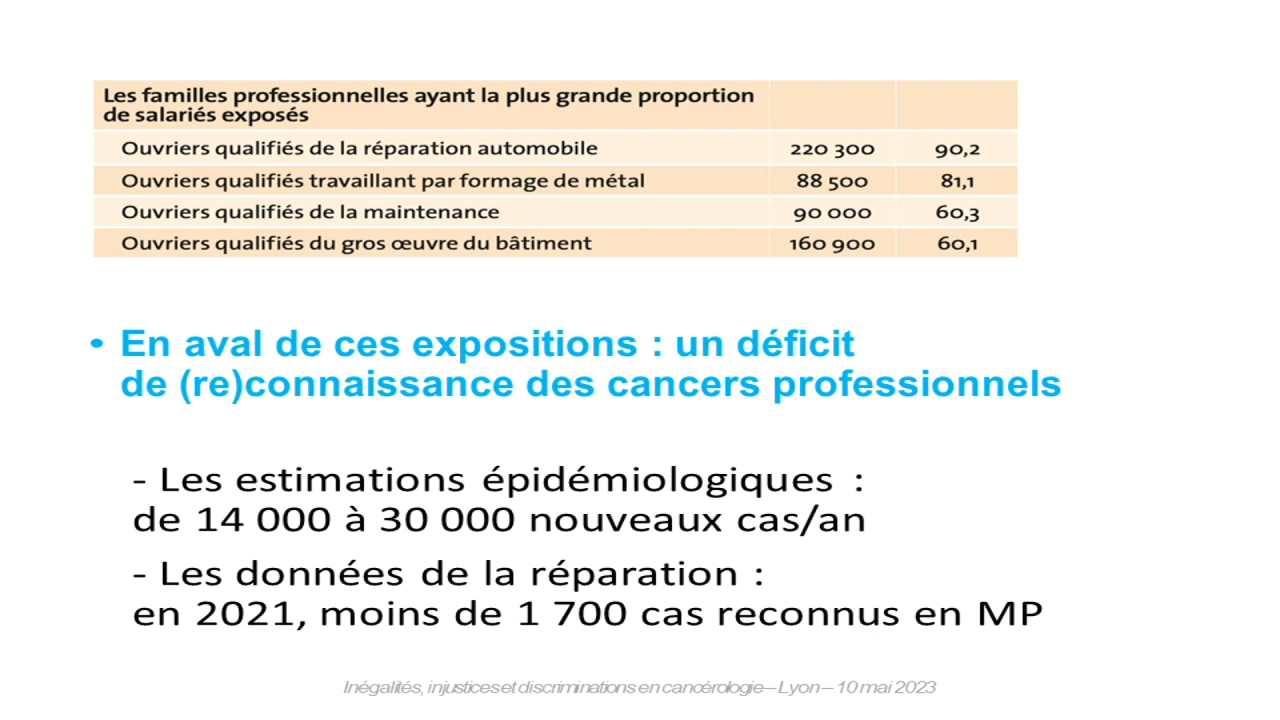 Les familles professionnelles ayant la plus grande proportion
de salariés exposés
Ouvriers qualifiés de la réparation automobile 220 300 90,2
Ouvriers qualifiés travaillant par formage de métal 88 500 81,1
Ouvriers qualifiés de la maintenance 90 000 60,3
Ouvriers qualifiés du gros œuvre du bâtiment 160 900 60,1
• En aval de ces expositions : un déficit
de (re)connaissance des cancers professionnels
- Les estimations épidémiologiques :
de 14 000 à 30 000 nouveaux cas/an
- Les données de la réparation :
en 2021, moins de 1 700 cas reconnus en MP
Inégalités, injustices et discriminations en cancérologie – Lyon – 10 mai 2023